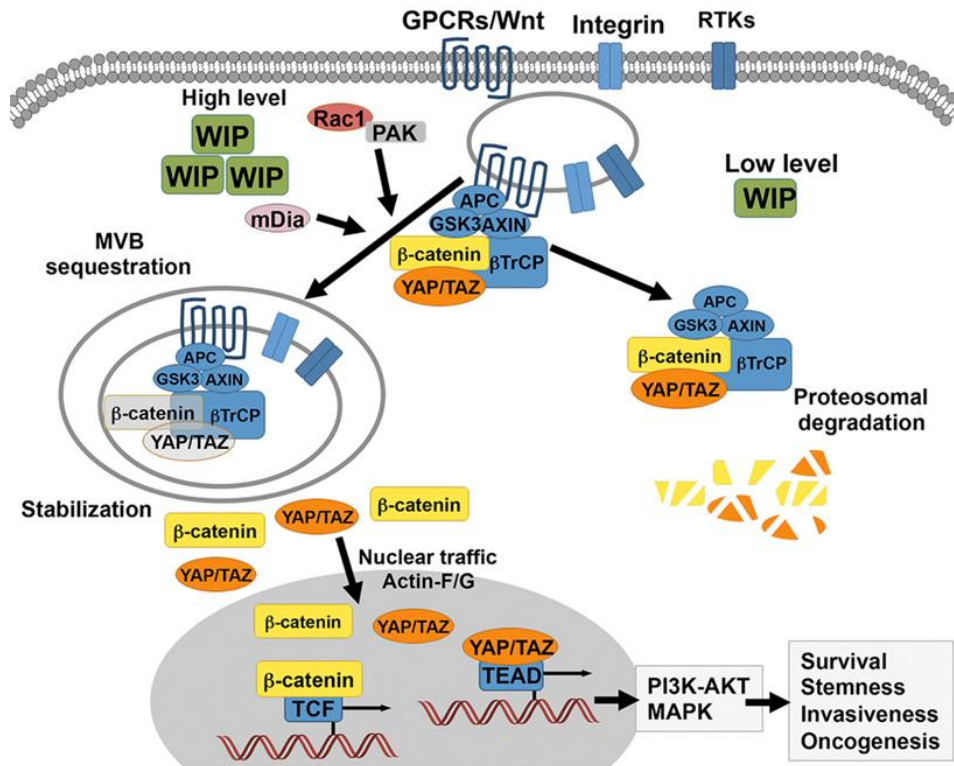 GPCRs/Wnt
Integrin
RTKs
High level
WIP
WIP
WIP
Rac1
PAK
mDia
Low level
WIP
APC
GSK3
AXIN
β-catenin
βTrCP
YAP/TAZ
MVB
sequestration
APC
GSK3
AXIN
β-catenin
βTrCP
YAP/TAZ
APC
GSK3
AXIN
β-catenin
βTrCP
YAP/TAZ
Proteosomal
degradation
Stabilization
β-catenin
YAP/TAZ
β-catenin
YAP/TAZ
Nuclear traffic
Actin-F/G
β-catenin
YAP/TAZ
β-catenin
TCF
YAP/TAZ
TEAD
PI3K-AKT
MAPK
Survival
Stemness
Invasiveness
Oncogenesis